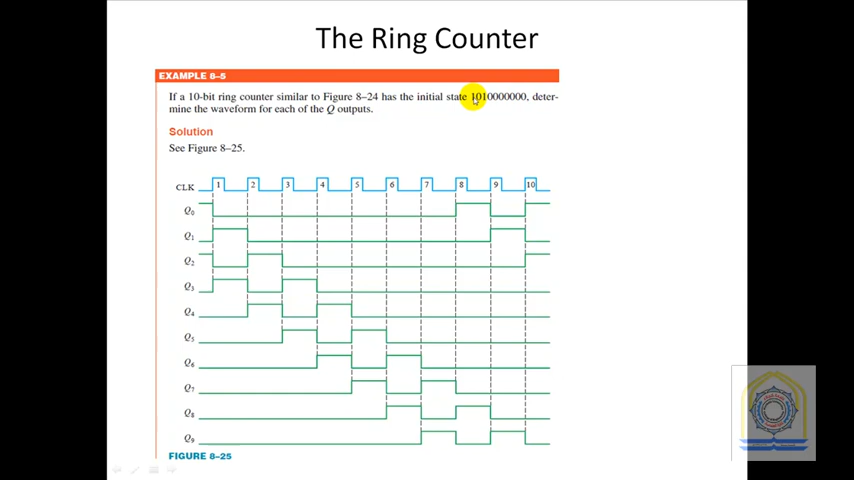 The Ring Counter
EXAMPLE 8–5
If a 10-bit ring counter similar to Figure 8–24 has the initial state 1010000000, deter-
mine the waveform for each of the Q outputs.
Solution
See Figure 8–25.
CLK 1 2 3 4 5 6 7 8 9 10
Q0
Q1
Q2
Q3
Q4
Q5
Q6
Q7
Q8
Q9
FIGURE 8–25